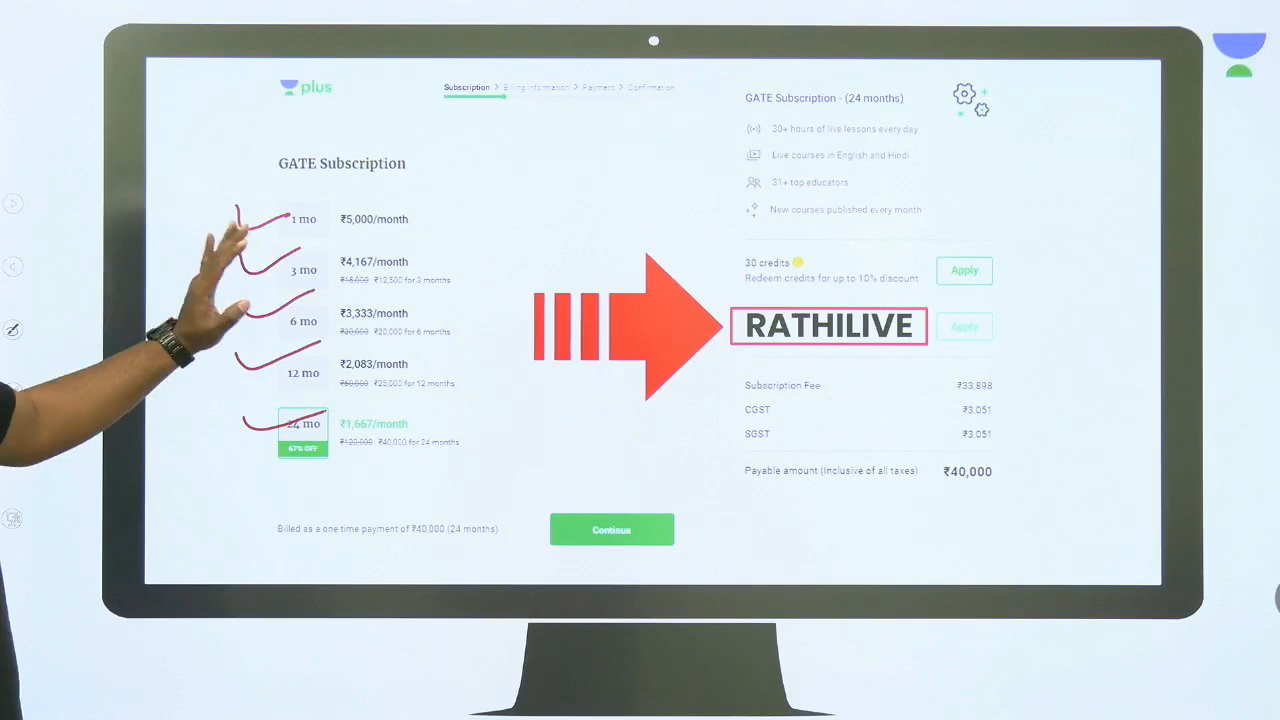 plus
Subscription > Billing Information > Payment > Confirmation
GATE Subscription
1 mo
₹5,000/month
3 mo
₹4,167/month
₹15,000 ₹12,500 for 3 months
6 mo
₹3,333/month
₹30,000 ₹20,000 for 6 months
12 mo
₹2,083/month
₹60,000 ₹25,000 for 12 months
24 mo
67% OFF
₹1,667/month
₹120,000 ₹40,000 for 24 months
Billed as a one time payment of ₹40,000 (24 months)
Continue
GATE Subscription - (24 months)
30+ hours of live lessons every day
Live courses in English and Hindi
31+ top educators
New courses published every month
30 credits
Redeem credits for up to 10% discount
Apply
RATHILIVE
Apply
Subscription Fee ₹33,898
CGST ₹3,051
SGST ₹3,051
Payable amount (Inclusive of all taxes) ₹40,000